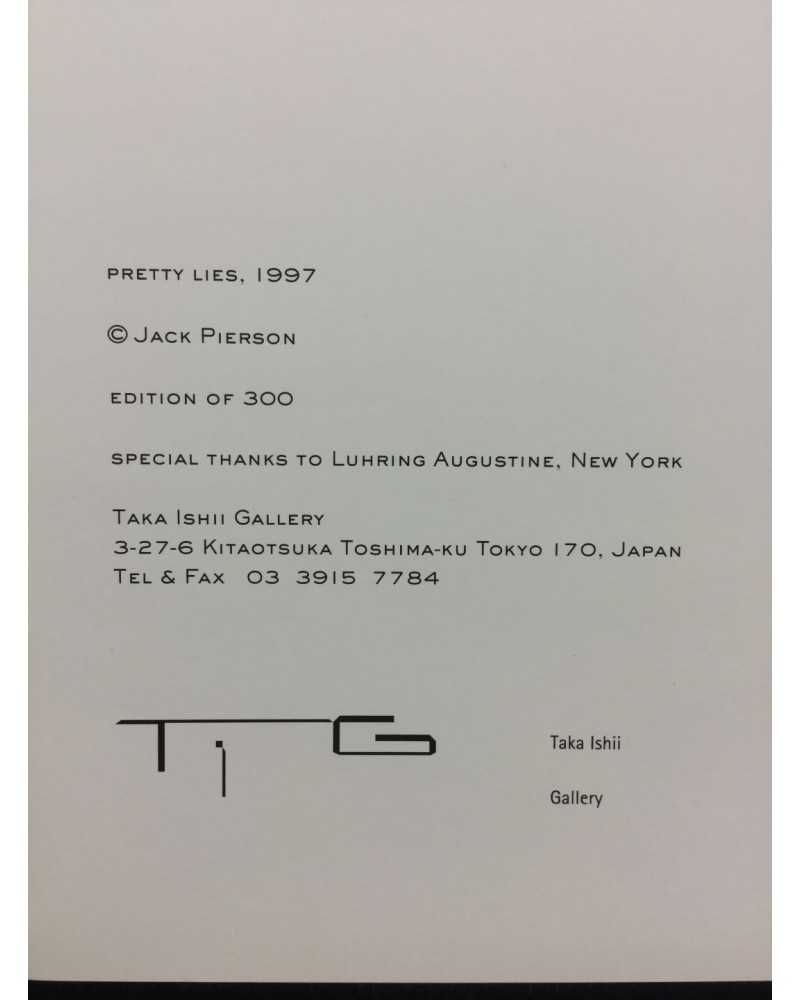 PRETTY LIES, 1997
© JACK PIERSON
EDITION OF 300
SPECIAL THANKS TO LUHRING AUGUSTINE, NEW YORK
TAKA ISHII GALLERY
3-27-6 KITAOTSUKA TOSHIMA-KU TOKYO 170, JAPAN
TEL & FAX 03 3915 7784
TiG
Taka Ishii
Gallery